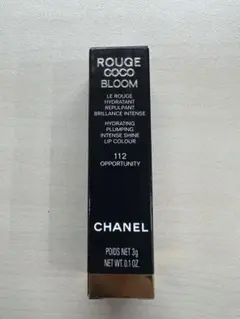 ROUGE
COCO
BLOOM
LE ROUGE
HYDRATANT
REPULPANT
BRILLANCE INTENSE
HYDRATING
PLUMPING
INTENSE SHINE
LIP COLOUR
112
OPPORTUNITY
CHANEL
POIDS NET 3g
NET WT. 0.1 OZ.